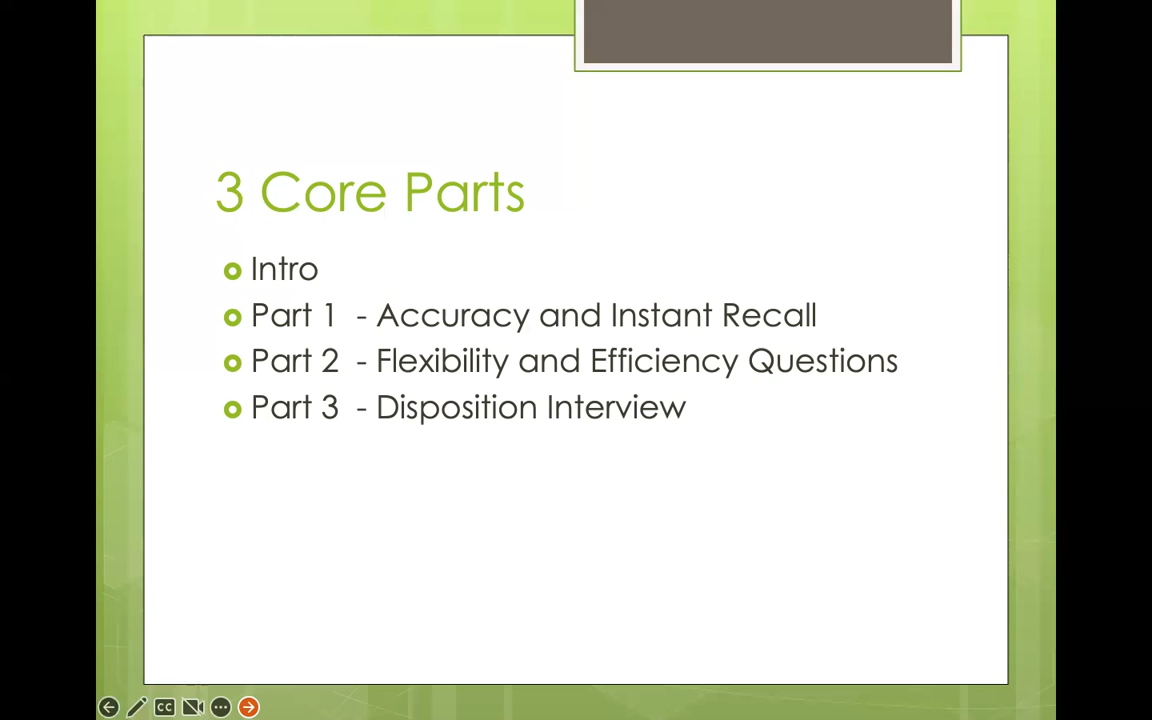 3 Core Parts
Intro
Part 1 - Accuracy and Instant Recall
Part 2 - Flexibility and Efficiency Questions
Part 3 - Disposition Interview
CC